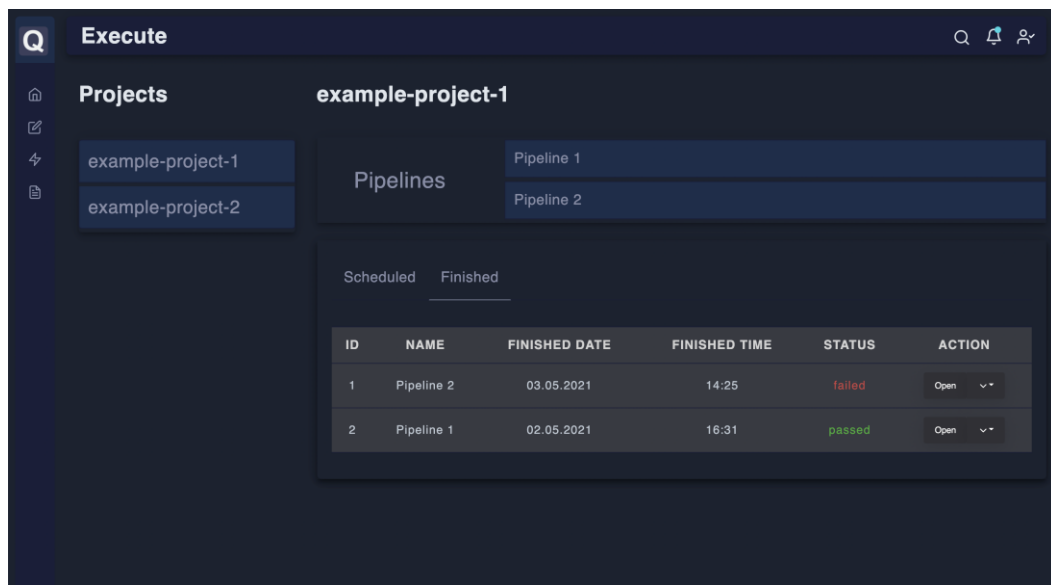 Q
Execute
Projects
example-project-1
example-project-2
example-project-1
Pipelines
Pipeline 1
Pipeline 2
Scheduled Finished
ID NAME FINISHED DATE FINISHED TIME STATUS ACTION
1 Pipeline 2 03.05.2021 14:25 failed Open
2 Pipeline 1 02.05.2021 16:31 passed Open